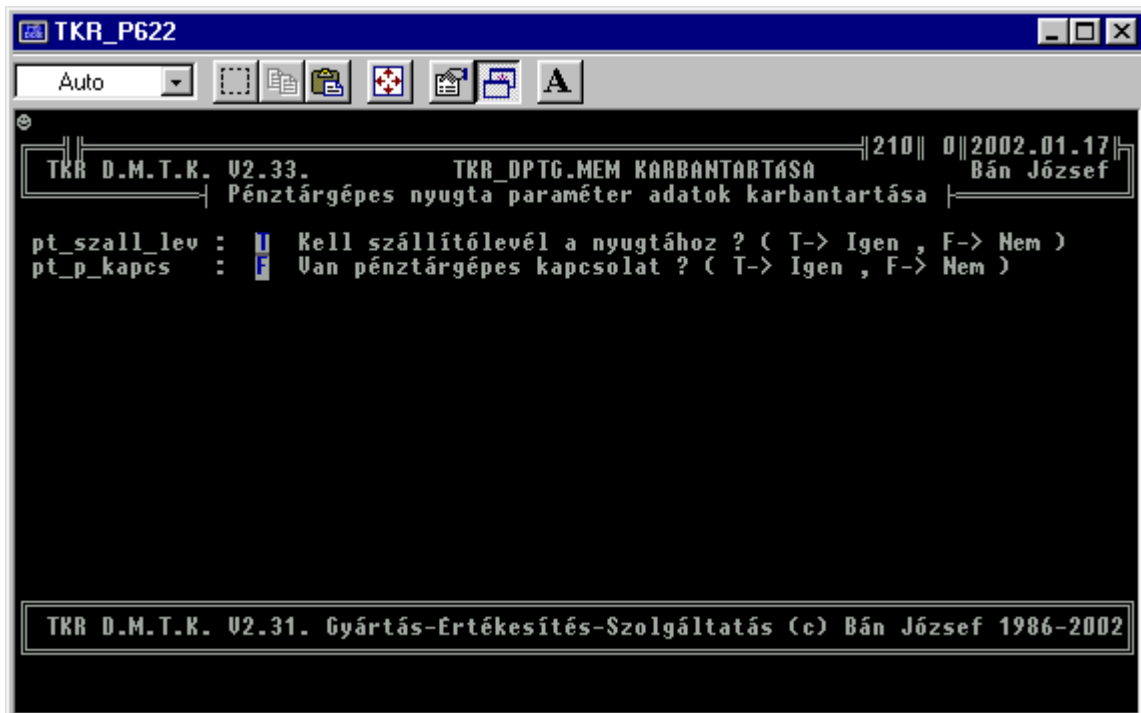 TKR_P622
Auto
A
210 0 2002.01.17
TKR D.M.T.K. V2.33. TKR_DPTG.MEM KARBANTARTáSA Bán József
Pénztárgépes nyugta paraméter adatok karbantartása
pt_szall_lev : T Kell szállítólevél a nyugtához ? ( T-> Igen , F-> Nem )
pt_p_kapcs : F Van pénztárgépes kapcsolat ? ( T-> Igen , F-> Nem )
TKR D.M.T.K. V2.31. Gyártás-Értékesítés-Szolgáltatás (c) Bán József 1986-2002